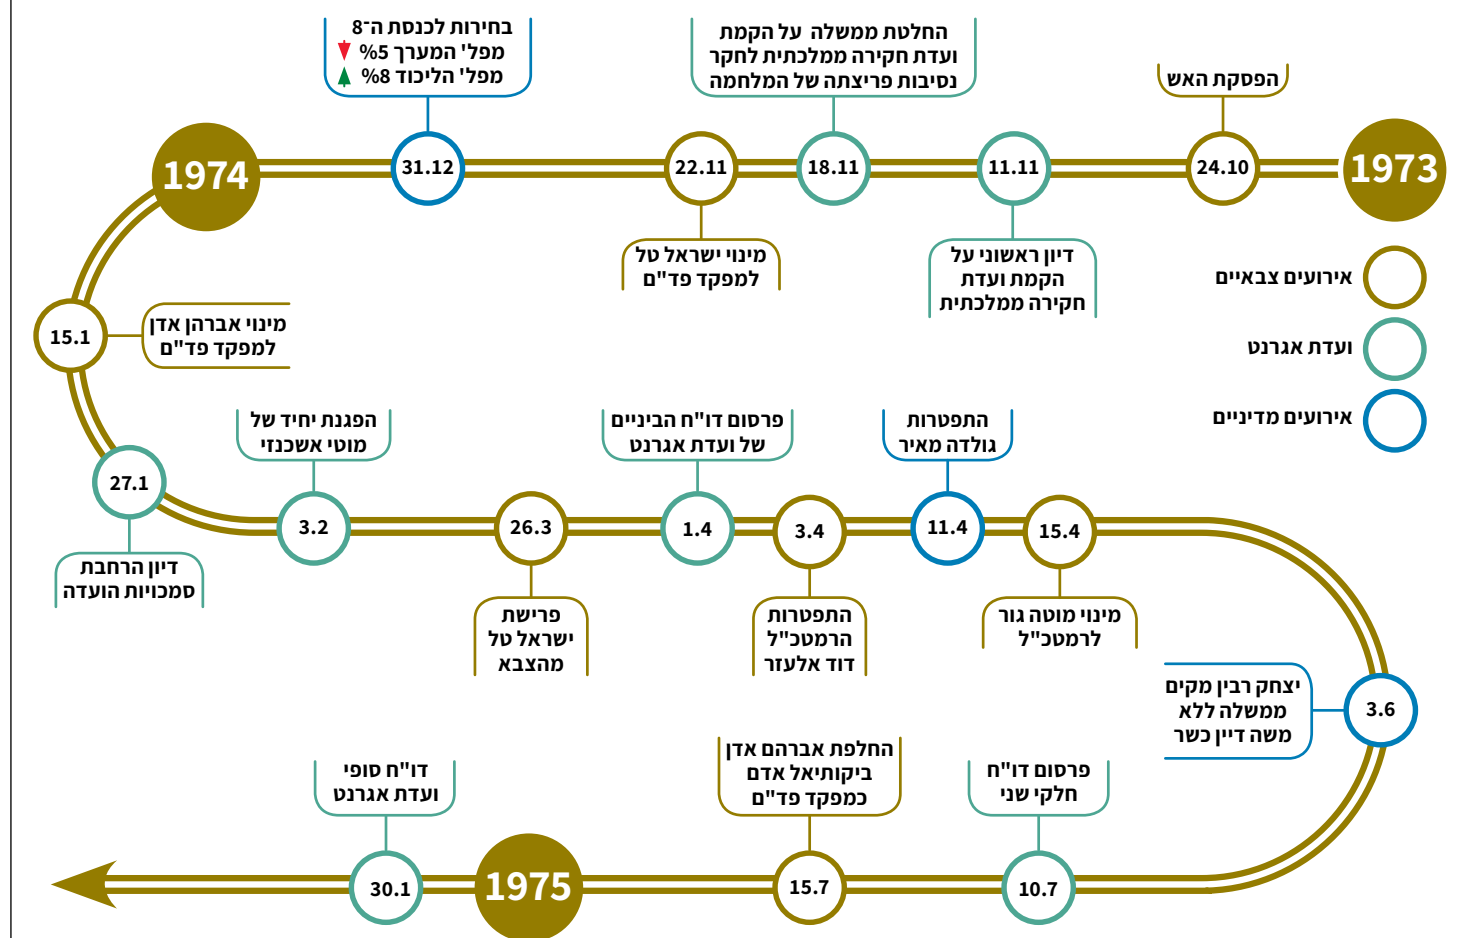 1973
הפסקת האש
24.10
11.11
דיון ראשוני על
הקמת ועדת
חקירה ממלכתית
החלטת ממשלה על הקמת
ועדת חקירה ממלכתית לחקר
נסיבות פריצתה של המלחמה
18.11
22.11
מינוי ישראל טל
למפקד פד"ם
בחירות לכנסת ה־8
מפל' המערך 5%
מפל' הליכוד 8%
31.12
1974
אירועים צבאיים
ועדת אגרנט
אירועים מדיניים
15.1
מינוי אברהן אדן
למפקד פד"ם
27.1
דיון הרחבת
סמכויות הועדה
הפגנת יחיד של
מוטי אשכנזי
3.2
26.3
פרישת
ישראל טל
מהצבא
פרסום דו"ח הביניים
של ועדת אגרנט
1.4
3.4
התפטרות
הרמטכ"ל
דוד אלעזר
התפטרות
גולדה מאיר
11.4
15.4
מינוי מוטה גור
לרמטכ"ל
יצחק רבין מקים
ממשלה ללא
משה דיין כשר
3.6
פרסום דו"ח
חלקי שני
10.7
החלפת אברהם אדן
ביקותיאל אדם
כמפקד פד"ם
15.7
1975
דו"ח סופי
ועדת אגרנט
30.1